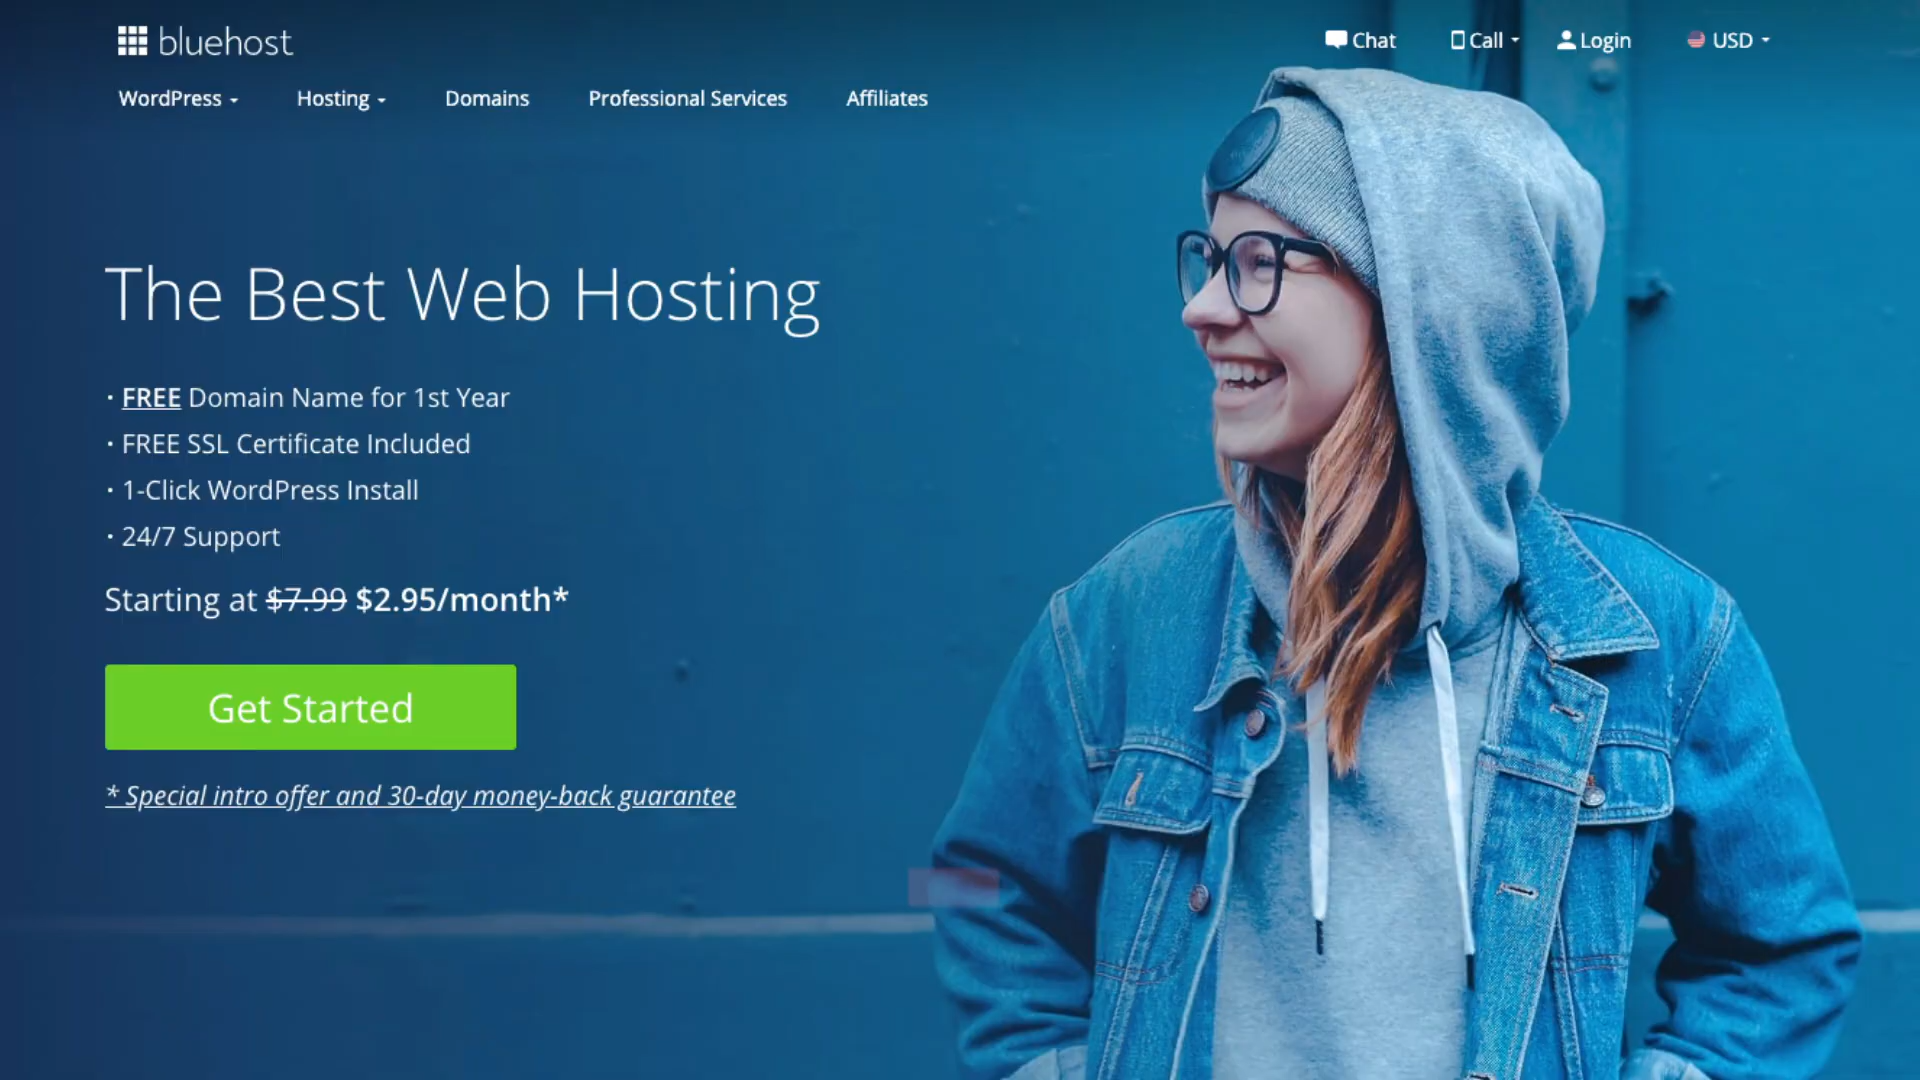 bluehost
Chat
Call
Login
USD
WordPress
Hosting
Domains
Professional Services
Affiliates
The Best Web Hosting
· FREE Domain Name for 1st Year
· FREE SSL Certificate Included
· 1-Click WordPress Install
· 24/7 Support
Starting at $7.99 $2.95/month*
Get Started
* Special intro offer and 30-day money-back guarantee